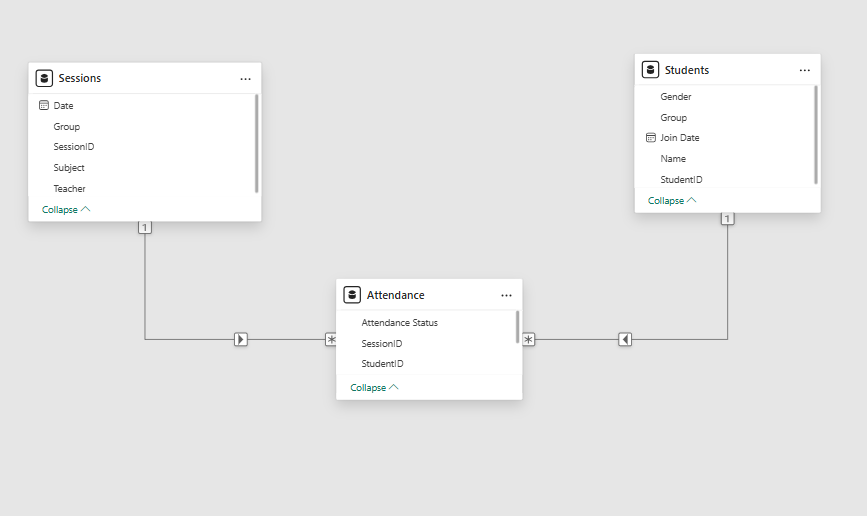 Sessions
...
Date
Group
SessionID
Subject
Teacher
Collapse
1
Students
...
Gender
Group
Join Date
Name
StudentID
Collapse
1
Attendance
...
Attendance Status
SessionID
StudentID
Collapse
*
*